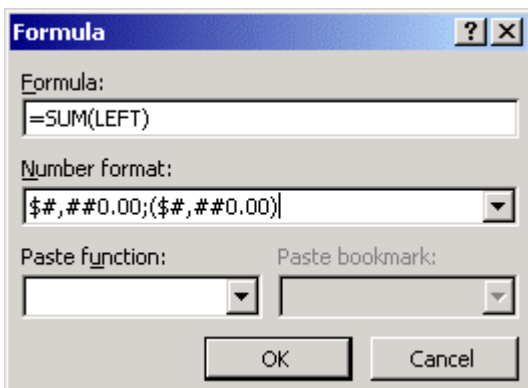 Formula
Formula:
=SUM(LEFT)
Number format:
$#,##0.00;($#,##0.00)
Paste function: Paste bookmark:
OK Cancel